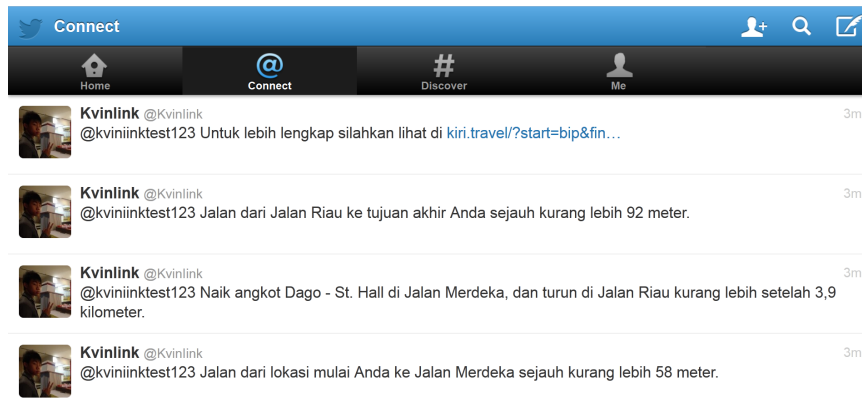 Connect
Home
Connect
Discover
Me
Kvinlink @Kvinlink
3m
@kviniinktest123 Untuk lebih lengkap silahkan lihat di kiri.travel/?start=bip&fin…
Kvinlink @Kvinlink
3m
@kviniinktest123 Jalan dari Jalan Riau ke tujuan akhir Anda sejauh kurang lebih 92 meter.
Kvinlink @Kvinlink
3m
@kviniinktest123 Naik angkot Dago - St. Hall di Jalan Merdeka, dan turun di Jalan Riau kurang lebih setelah 3,9
kilometer.
Kvinlink @Kvinlink
3m
@kviniinktest123 Jalan dari lokasi mulai Anda ke Jalan Merdeka sejauh kurang lebih 58 meter.